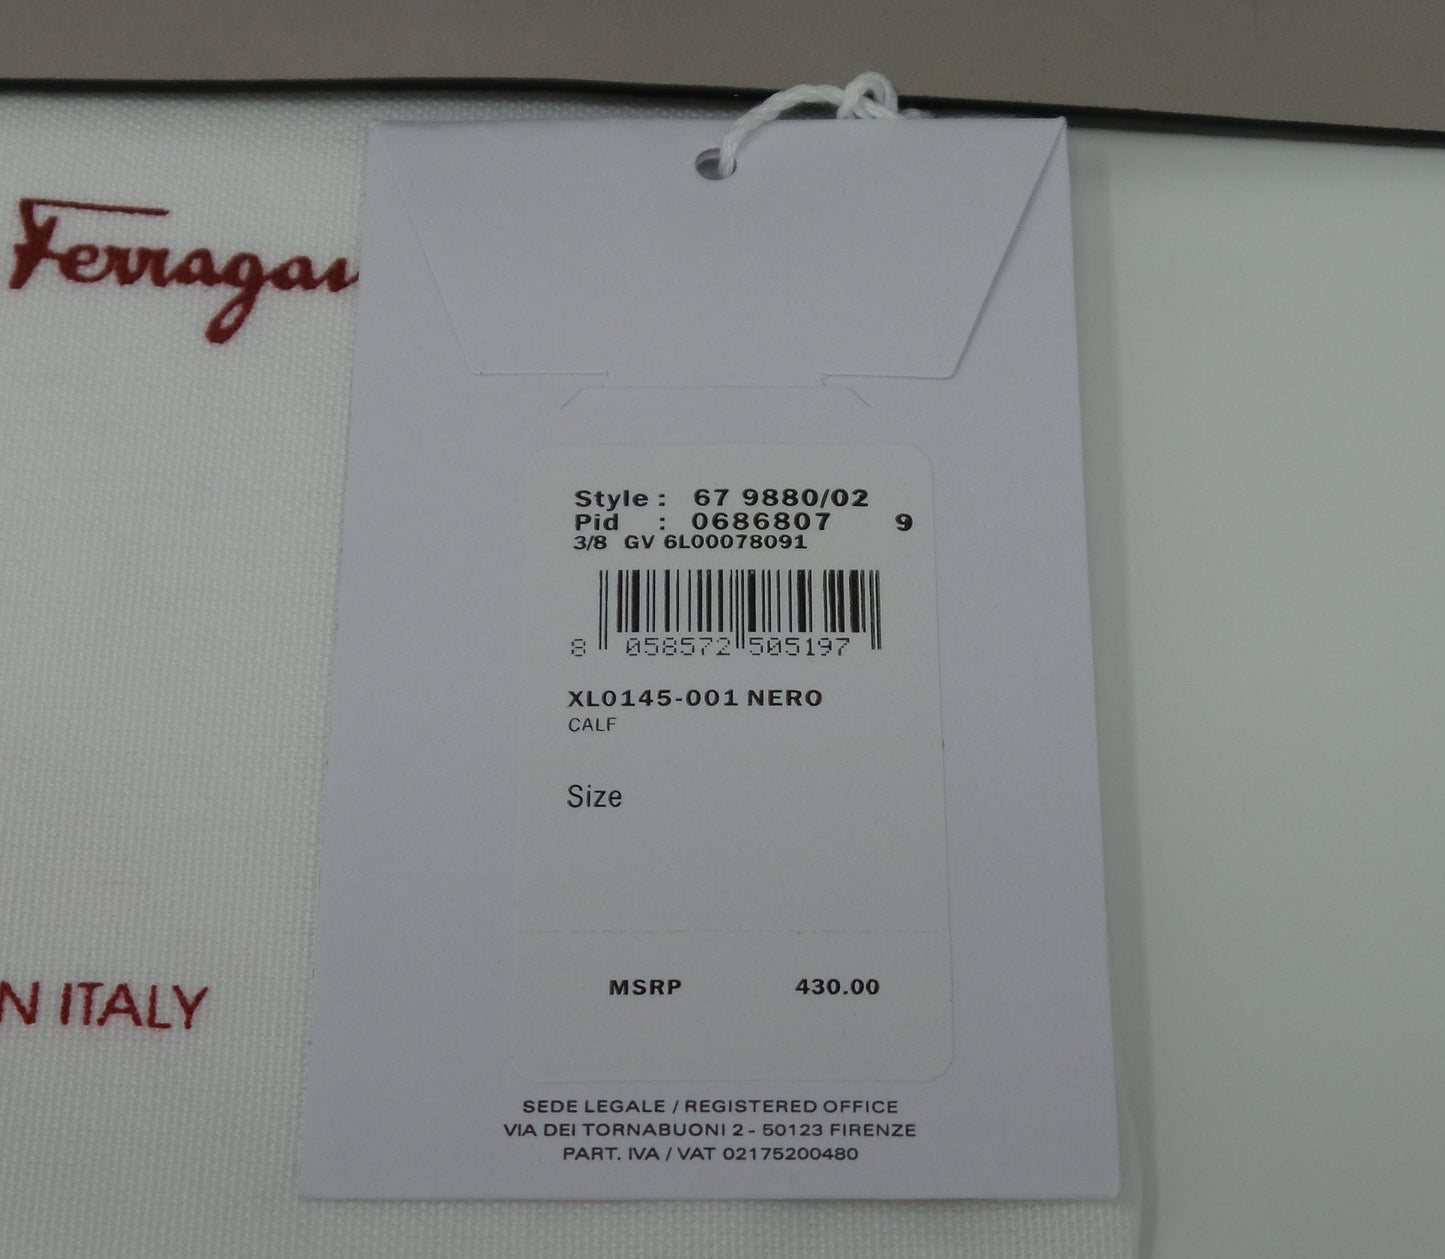 Ferragam
Style : 67 9880/02
Pid : 0686807 9
3/8 GV 6L00078091
8 058572 505197
XL0145-001 NERO
CALF
Size
MSRP 430.00
SEDE LEGALE / REGISTERED OFFICE
VIA DEI TORNABUONI 2 - 50123 FIRENZE
PART. IVA / VAT 02175200480
N ITALY